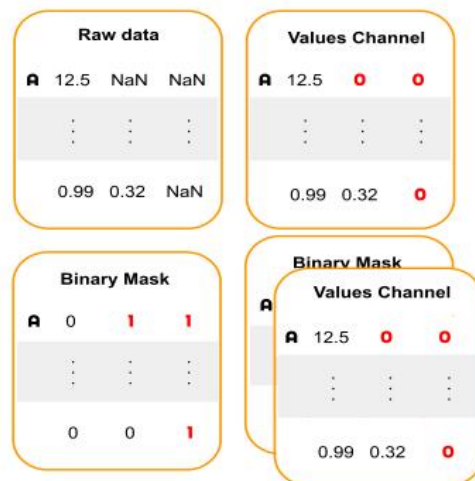 Raw data
A 12.5 NaN NaN
⋮ ⋮ ⋮
0.99 0.32 NaN
Values Channel
A 12.5 0 0
⋮ ⋮ ⋮
0.99 0.32 0
Binary Mask
A 0 1 1
⋮ ⋮ ⋮
0 0 1
Binary Mask
A
Values Channel
A 12.5 0 0
⋮ ⋮ ⋮
0.99 0.32 0